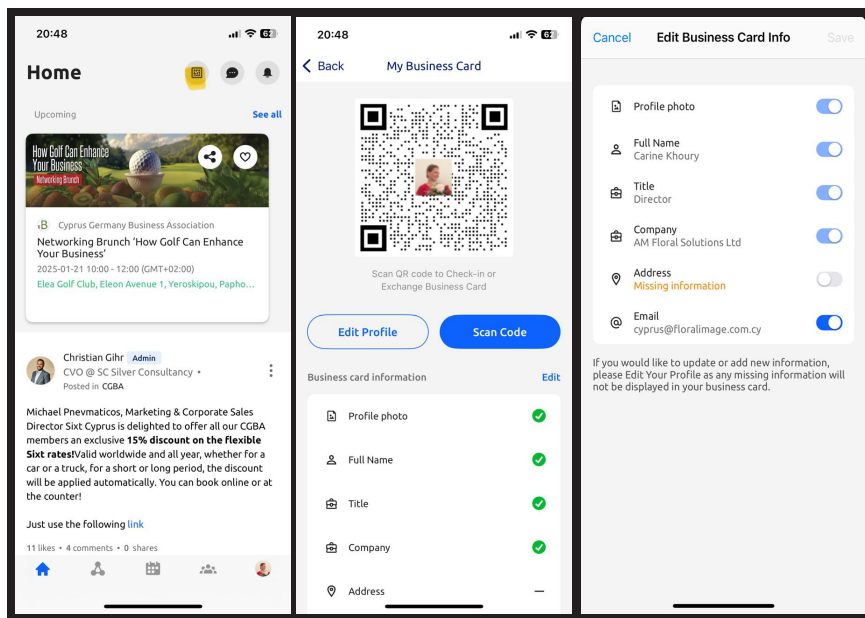 20:48
62
Home
Upcoming
See all
How Golf Can Enhance
Your Business
Networking Brunch
B
Cyprus Germany Business Association
Networking Brunch 'How Golf Can Enhance
Your Business'
2025-01-21 10:00 - 12:00 (GMT+02:00)
Elea Golf Club, Eleon Avenue 1, Yeroskipou, Papho...
Christian Gihr Admin
CVO @ SC Silver Consultancy •
Posted in CGBA
Michael Pnevmaticos, Marketing & Corporate Sales
Director Sixt Cyprus is delighted to offer all our CGBA
members an exclusive 15% discount on the flexible
Sixt rates!Valid worldwide and all year, whether for a
car or a truck, for a short or long period, the discount
will be applied automatically. You can book online or at
the counter!
Just use the following link
11 likes • 4 comments • 0 shares
20:48
62
Back
My Business Card
Scan QR code to Check-in or
Exchange Business Card
Edit Profile
Scan Code
Business card information
Edit
Profile photo
Full Name
Title
Company
Address
Cancel
Edit Business Card Info
Save
Profile photo
Full Name
Carine Khoury
Title
Director
Company
AM Floral Solutions Ltd
Address
Missing information
Email
cyprus@floralimage.com.cy
If you would like to update or add new information,
please Edit Your Profile as any missing information will
not be displayed in your business card.